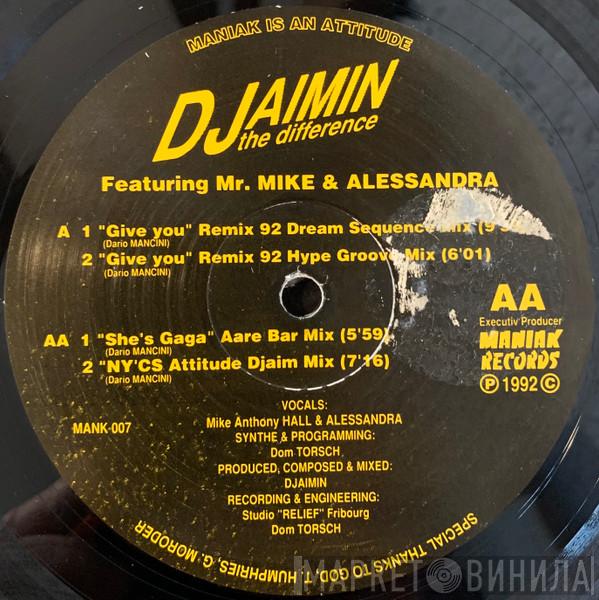 MANIAK IS AN ATTITUDE
DJAIMIN
the difference
Featuring Mr. MIKE & ALESSANDRA
A 1 "Give you" Remix 92 Dream Sequence Mix (9'
(Dario MANCINI)
2 "Give you" Remix 92 Hype Groove Mix (6'01)
(Dario MANCINI)
AA
Executiv Producer
MANIAK
RECORDS
℗ 1992 ©
AA 1 "She's Gaga" Aare Bar Mix (5'59)
(Dario MANCINI)
2 "NY'CS Attitude Djaim Mix (7'16)
(Dario MANCINI)
MANK-007
VOCALS:
Mike Anthony HALL & ALESSANDRA
SYNTHE & PROGRAMMING:
Dom TORSCH
PRODUCED, COMPOSED & MIXED:
DJAIMIN
RECORDING & ENGINEERING:
Studio "RELIEF" Fribourg
Dom TORSCH
SPECIAL THANKS TO GOD, T. HUMPHRIES, G. MORODER
МАРКЕТ ВИНИЛА